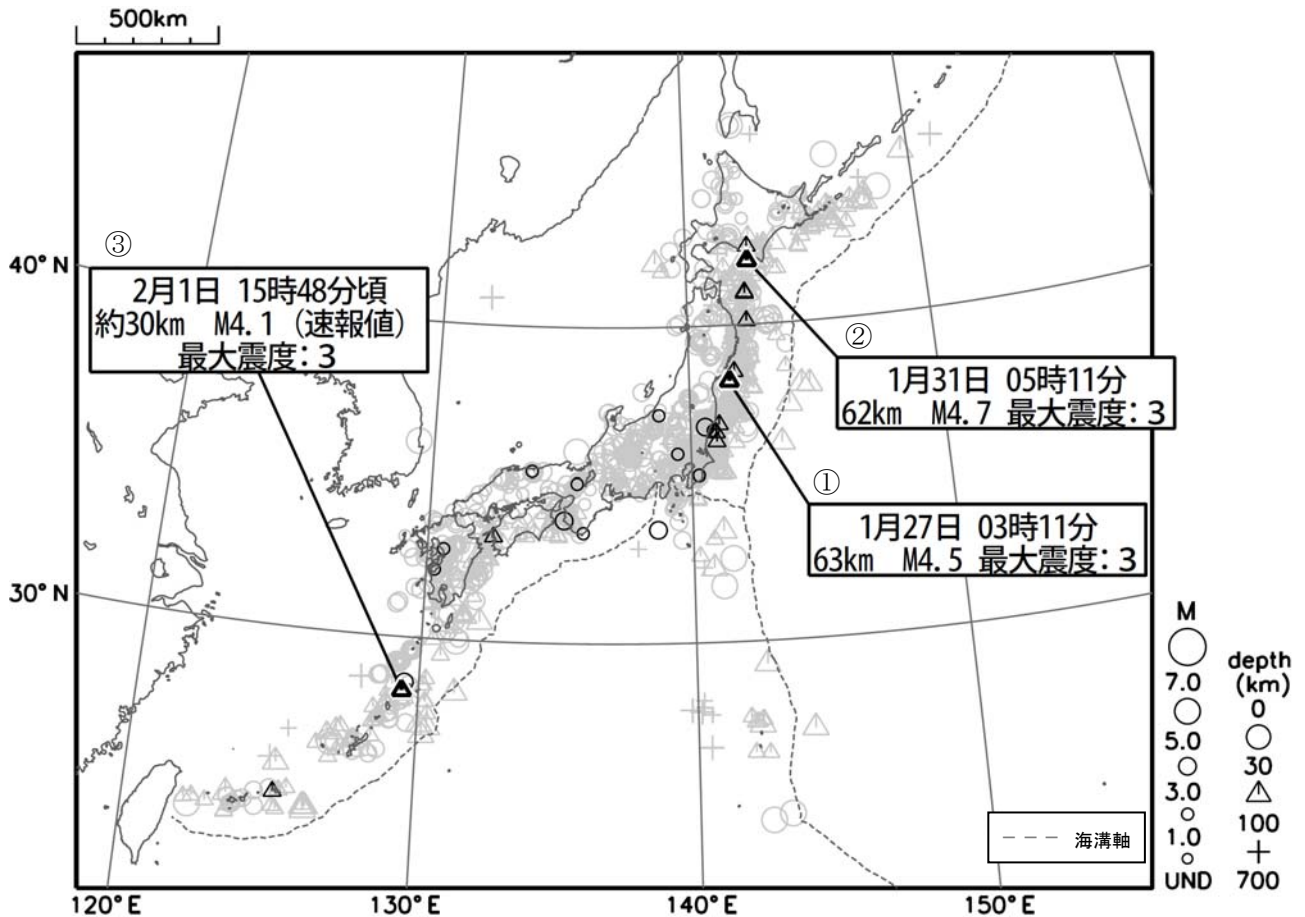 500km
40°N
30°N
120°E
130°E
140°E
150°E
③
2月1日 15時48分頃
約30km M4.1（速報値）
最大震度：3
②
1月31日 05時11分
62km M4.7 最大震度：3
①
1月27日 03時11分
63km M4.5 最大震度：3
海溝軸
M
7.0
5.0
3.0
1.0
UND
depth
(km)
0
30
100
700